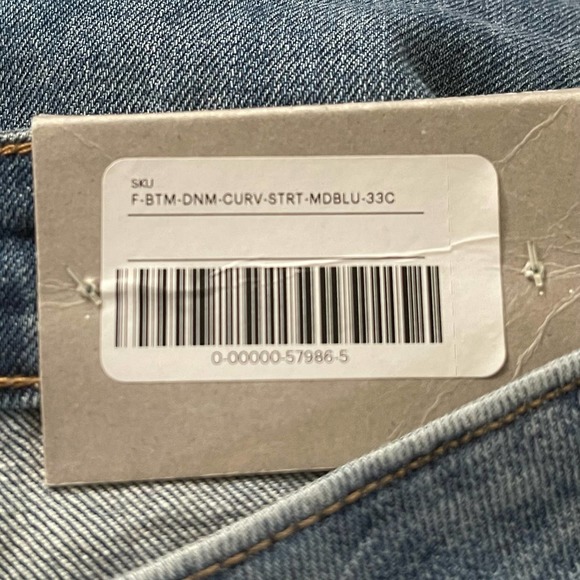 SKU
F-BTM-DNM-CURV-STRT-MDBLU-33C
0-00000-57986-5